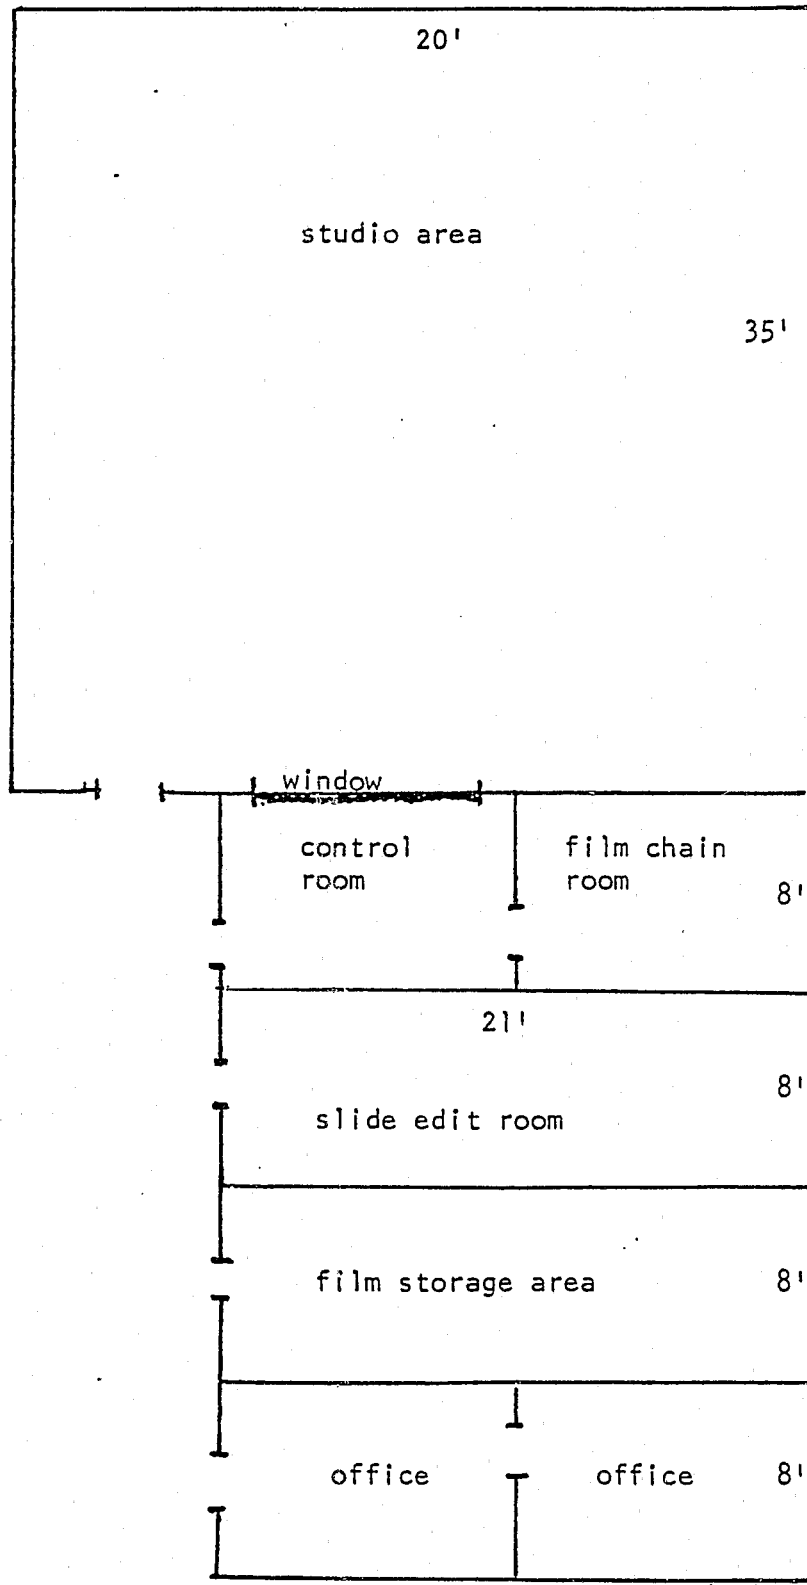 20'
studio area
35'
window
control
room
film chain
room
8'
21'
8'
slide edit room
film storage area
8'
office
office
8'